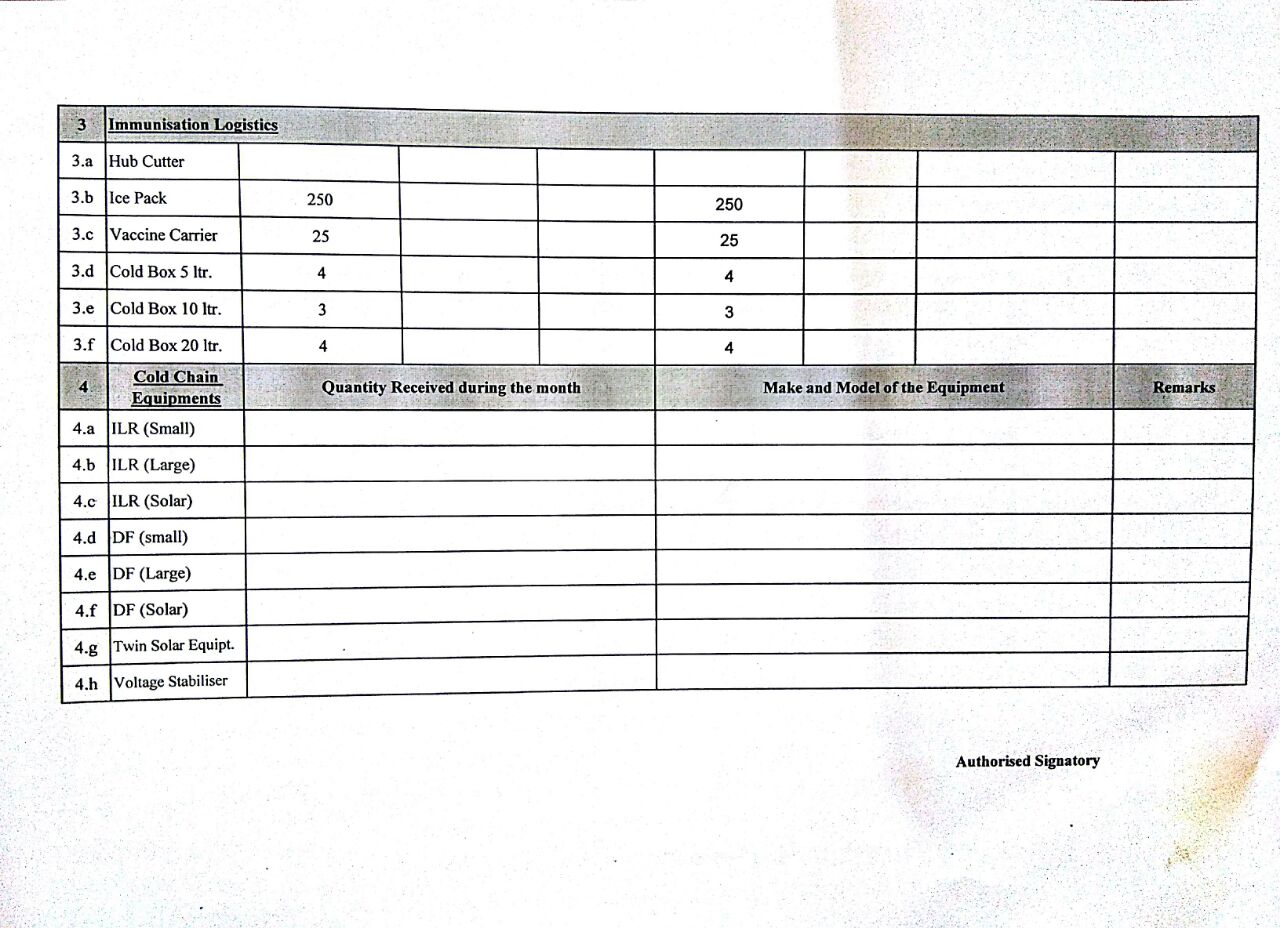 3 Immunisation Logistics
3.a Hub Cutter
3.b Ice Pack 250 250
3.c Vaccine Carrier 25 25
3.d Cold Box 5 ltr. 4 4
3.e Cold Box 10 ltr. 3 3
3.f Cold Box 20 ltr. 4 4
4 Cold Chain Equipments Quantity Received during the month Make and Model of the Equipment Remarks
4.a ILR (Small)
4.b ILR (Large)
4.c ILR (Solar)
4.d DF (small)
4.e DF (Large)
4.f DF (Solar)
4.g Twin Solar Equipt.
4.h Voltage Stabiliser
Authorised Signatory